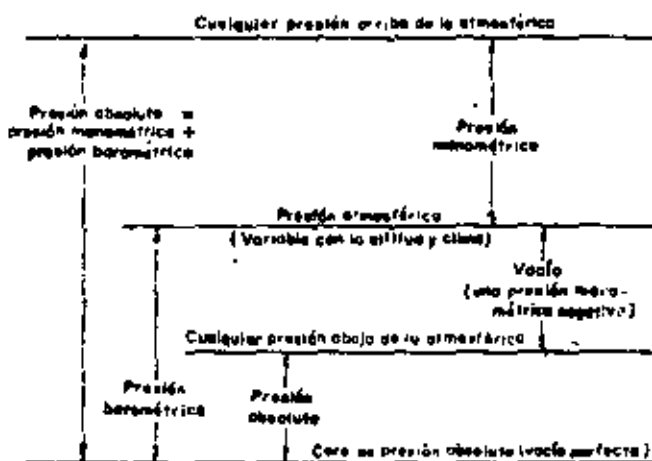 Cualquier presión arriba de la atmosférica
Presión absoluta =
presión manométrica +
presión barométrica
Presión
manométrica
Presión atmosférica
(Variable con la altitud y clima)
Vacío
(una presión mano-
métrica negativa)
Cualquier presión abajo de la atmosférica
Presión
barométrica
Presión
absoluta
Cero de presión absoluta (vacío perfecto)